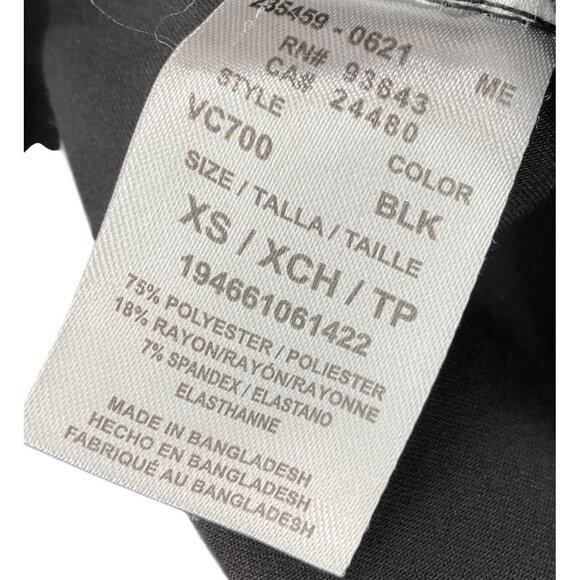 235459 - 0621
RN# 93643 ME
CA# 24480
STYLE COLOR
VC700 BLK
SIZE / TALLA / TAILLE
XS / XCH / TP
194661061422
75% POLYESTER / POLIESTER
18% RAYON/RAYÓN/RAYONNE
7% SPANDEX / ELASTANO
ELASTHANNE
MADE IN BANGLADESH
HECHO EN BANGLADESH
FABRIQUÉ AU BANGLADESH